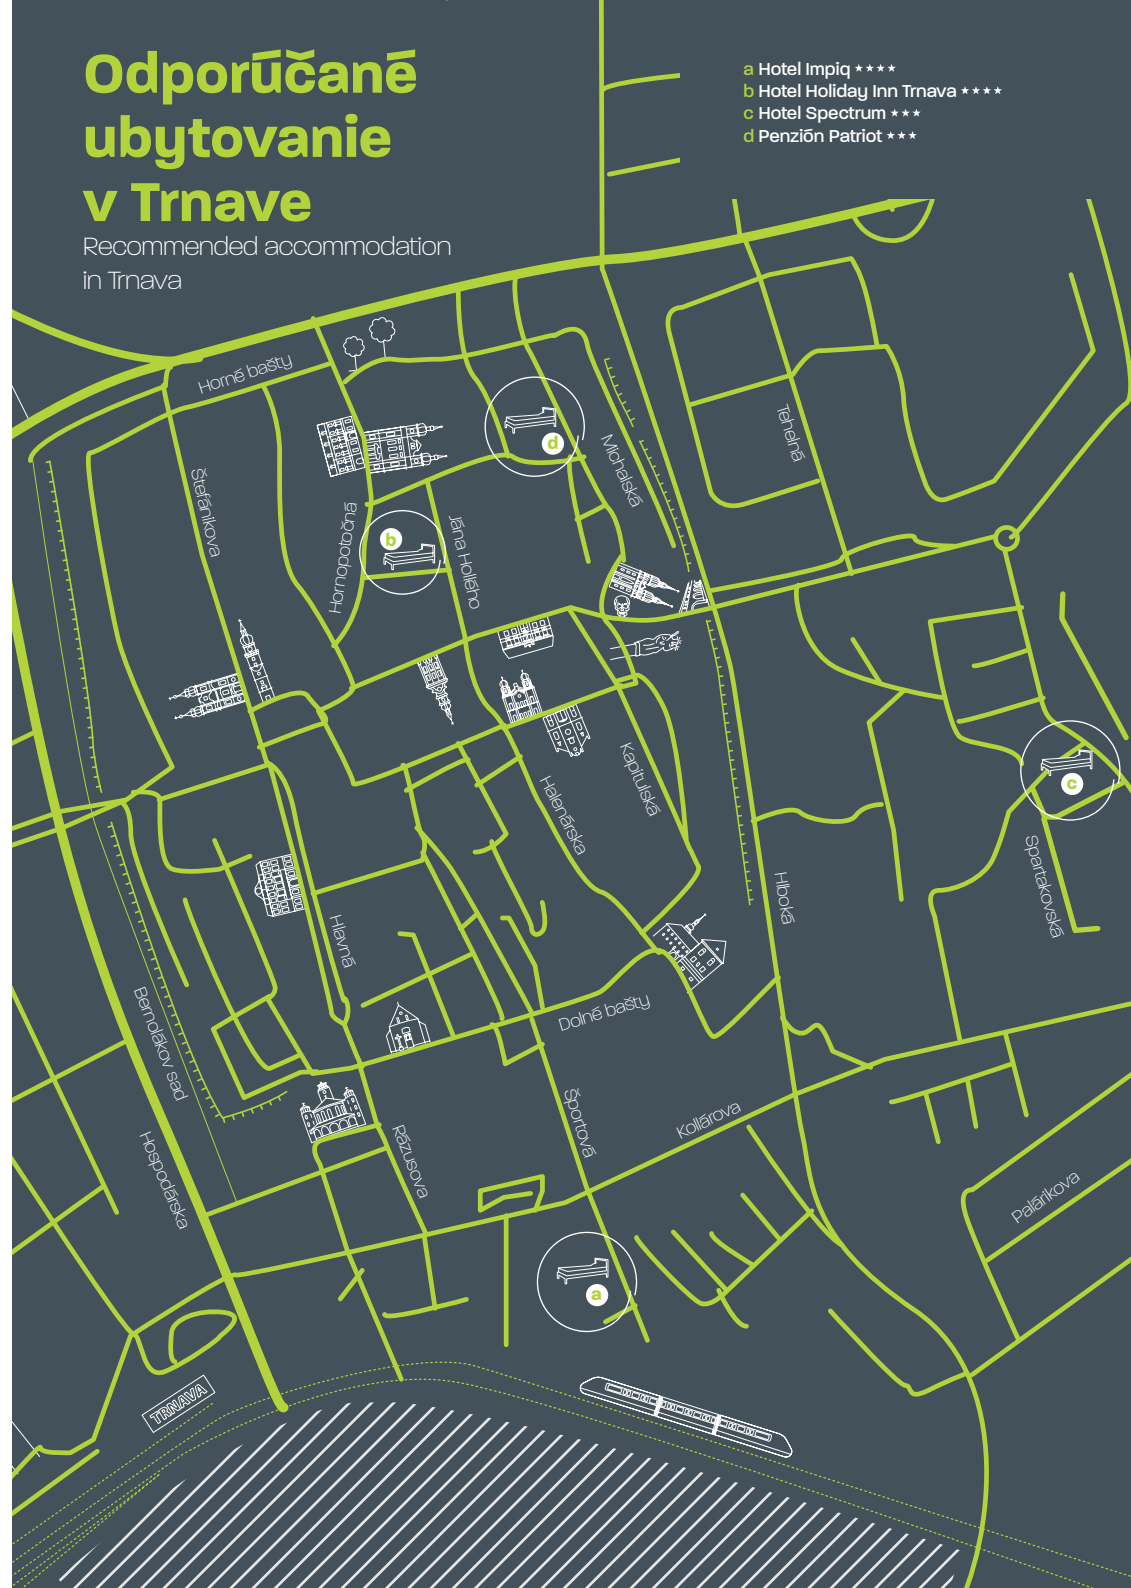 Odporúčané
ubytovanie
v Trnave
Recommended accommodation
in Trnava
a Hotel Impiq ★★★★
b Hotel Holiday Inn Trnava ★★★★
c Hotel Spectrum ★★★
d Penzión Patriot ★★★
Horné bašty
Štefánikova
Hornopotočná
Jána Hollého
Michalská
Tehelná
d
b
c
Kapitulská
Halenárska
Hlboká
Spartakovská
Hlavná
Bernolákov sad
Dolné bašty
Športová
Kollárova
Rázusova
Hospodárska
Palárikova
a
TRNAVA